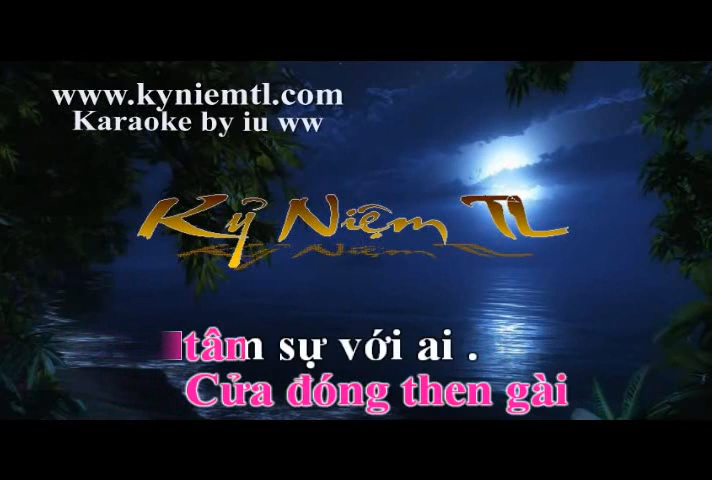 www.kyniemtl.com
Karaoke by iu ww
Kỷ Niệm TL
tâm sự với ai .
Cửa đóng then gài